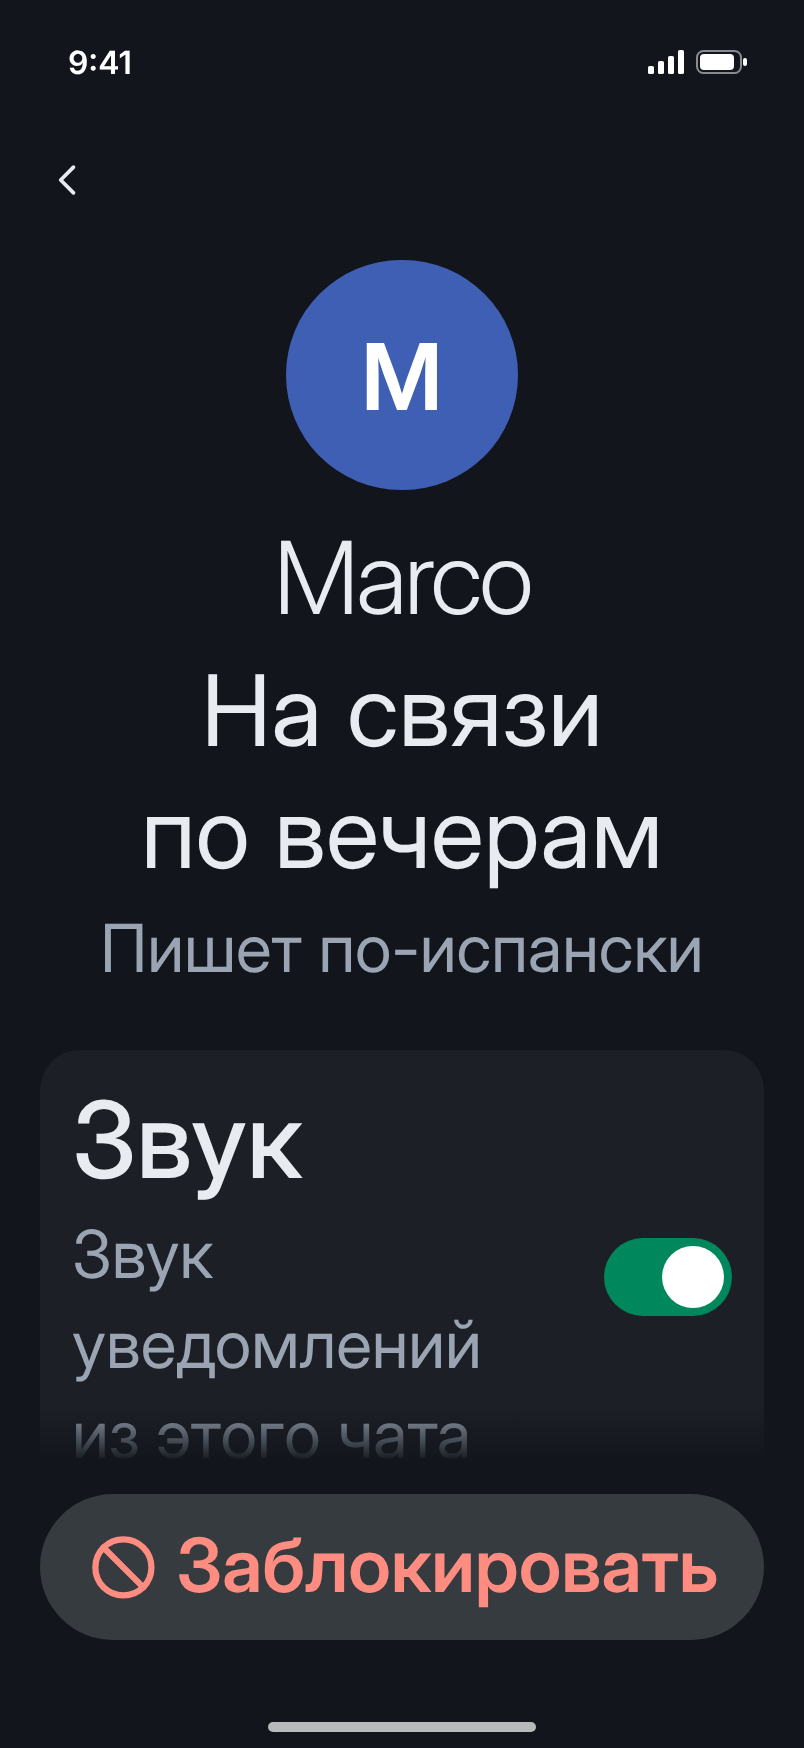 9:41
M
Marco
На связи
по вечерам
Пишет по-испански
Звук
Звук
уведомлений
из этого чата
Заблокировать